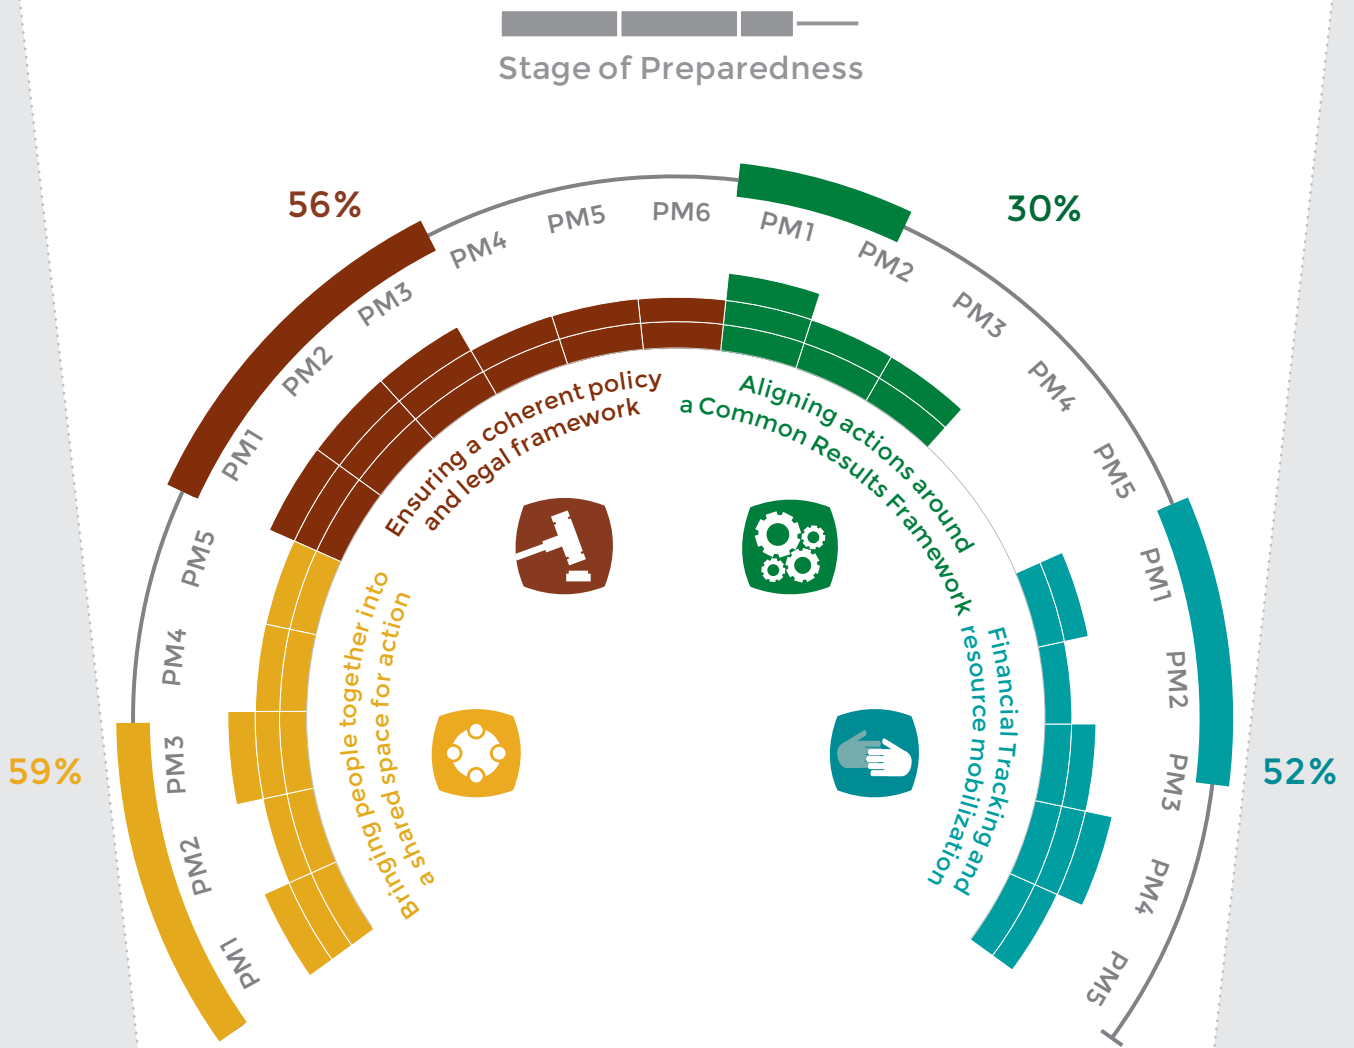 Stage of Preparedness
59%
PM1
PM2
PM3
PM4
PM5
Bringing people together into
a shared space for action
56%
PM1
PM2
PM3
PM4
PM5
PM6
Ensuring a coherent policy
and legal framework
30%
PM1
PM2
PM3
PM4
PM5
Aligning actions around
a Common Results Framework
52%
PM1
PM2
PM3
PM4
PM5
Financial Tracking and
resource mobilization